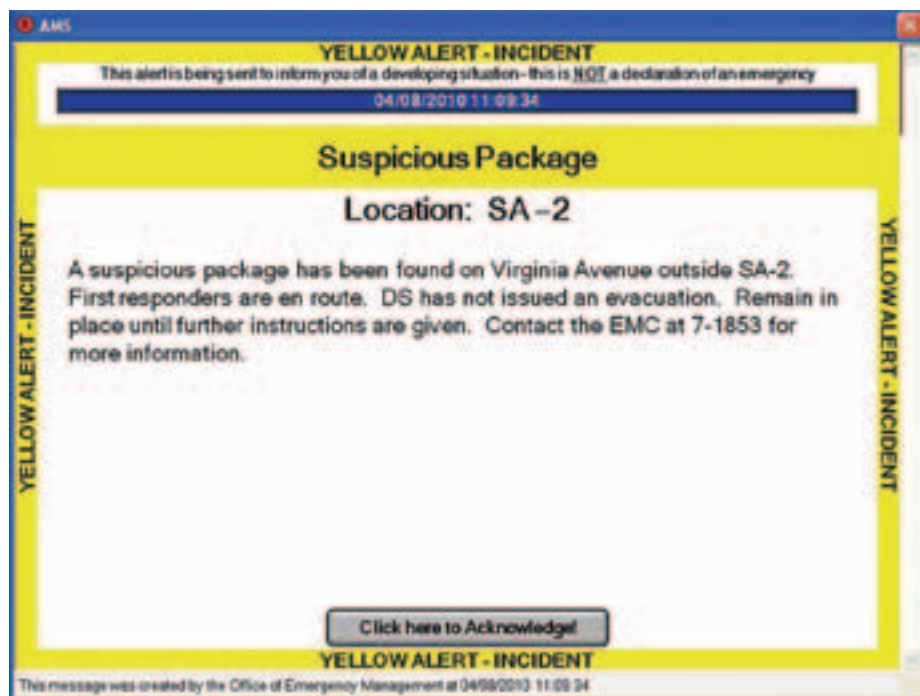 AMS
YELLOW ALERT - INCIDENT
This alert is being sent to inform you of a developing situation - this is NOT a declaration of an emergency
04/08/2010 11:09:34
Suspicious Package
Location: SA-2
YELLOW ALERT - INCIDENT
A suspicious package has been found on Virginia Avenue outside SA-2.
First responders are en route. DS has not issued an evacuation. Remain in
place until further instructions are given. Contact the EMC at 7-1853 for
more information.
YELLOW ALERT - INCIDENT
Click here to Acknowledge!
YELLOW ALERT - INCIDENT
This message was created by the Office of Emergency Management at 04/08/2010 11:09:34